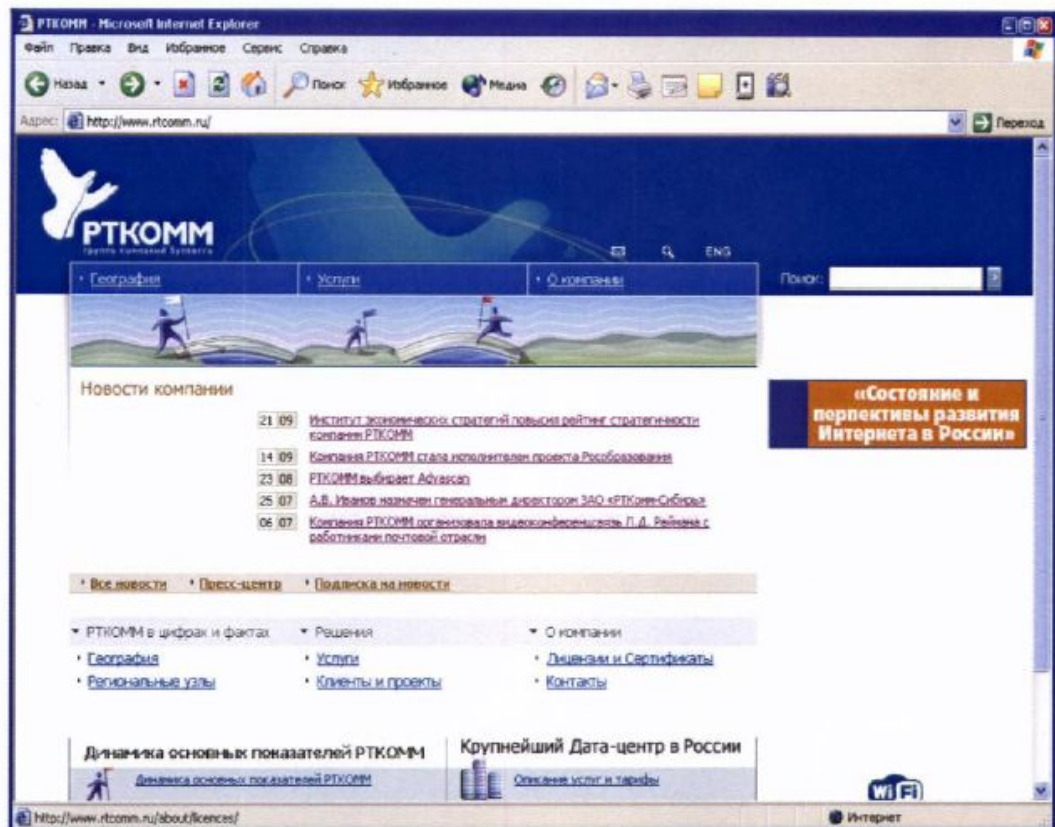 РТКОММ - Microsoft Internet Explorer
Файл Правка Вид Избранное Сервис Справка
Назад Поиск Избранное Медиа
Адрес: http://www.rtcomm.ru/ Переход
РТКОММ
группа компаний Synterra
ENG
География Услуги О компании Поиск:
Новости компании
«Состояние и
перпективы развития
Интернета в России»
21 09 Институт экономических стратегий повысил рейтинг стратегичности
компании РТКОММ
14 09 Компания РТКОММ стала исполнителем проекта Рособразования
23 08 РТКОММ выбирает Advascan
25 07 А.В. Иванов назначен генеральным директором ЗАО «РТКомм-Сибирь»
06 07 Компания РТКОММ организовала видеоконференцсвязь Л.Д. Реймана с
работниками почтовой отрасли
Все новости Пресс-центр Подписка на новости
РТКОММ в цифрах и фактах Решения О компании
География Услуги Лицензии и Сертификаты
Региональные узлы Клиенты и проекты Контакты
Динамика основных показателей РТКОММ Крупнейший Дата-центр в России
Динамика основных показателей РТКОММ Описание услуг и тарифы
Wi Fi
http://www.rtcomm.ru/about/licences/ Интернет